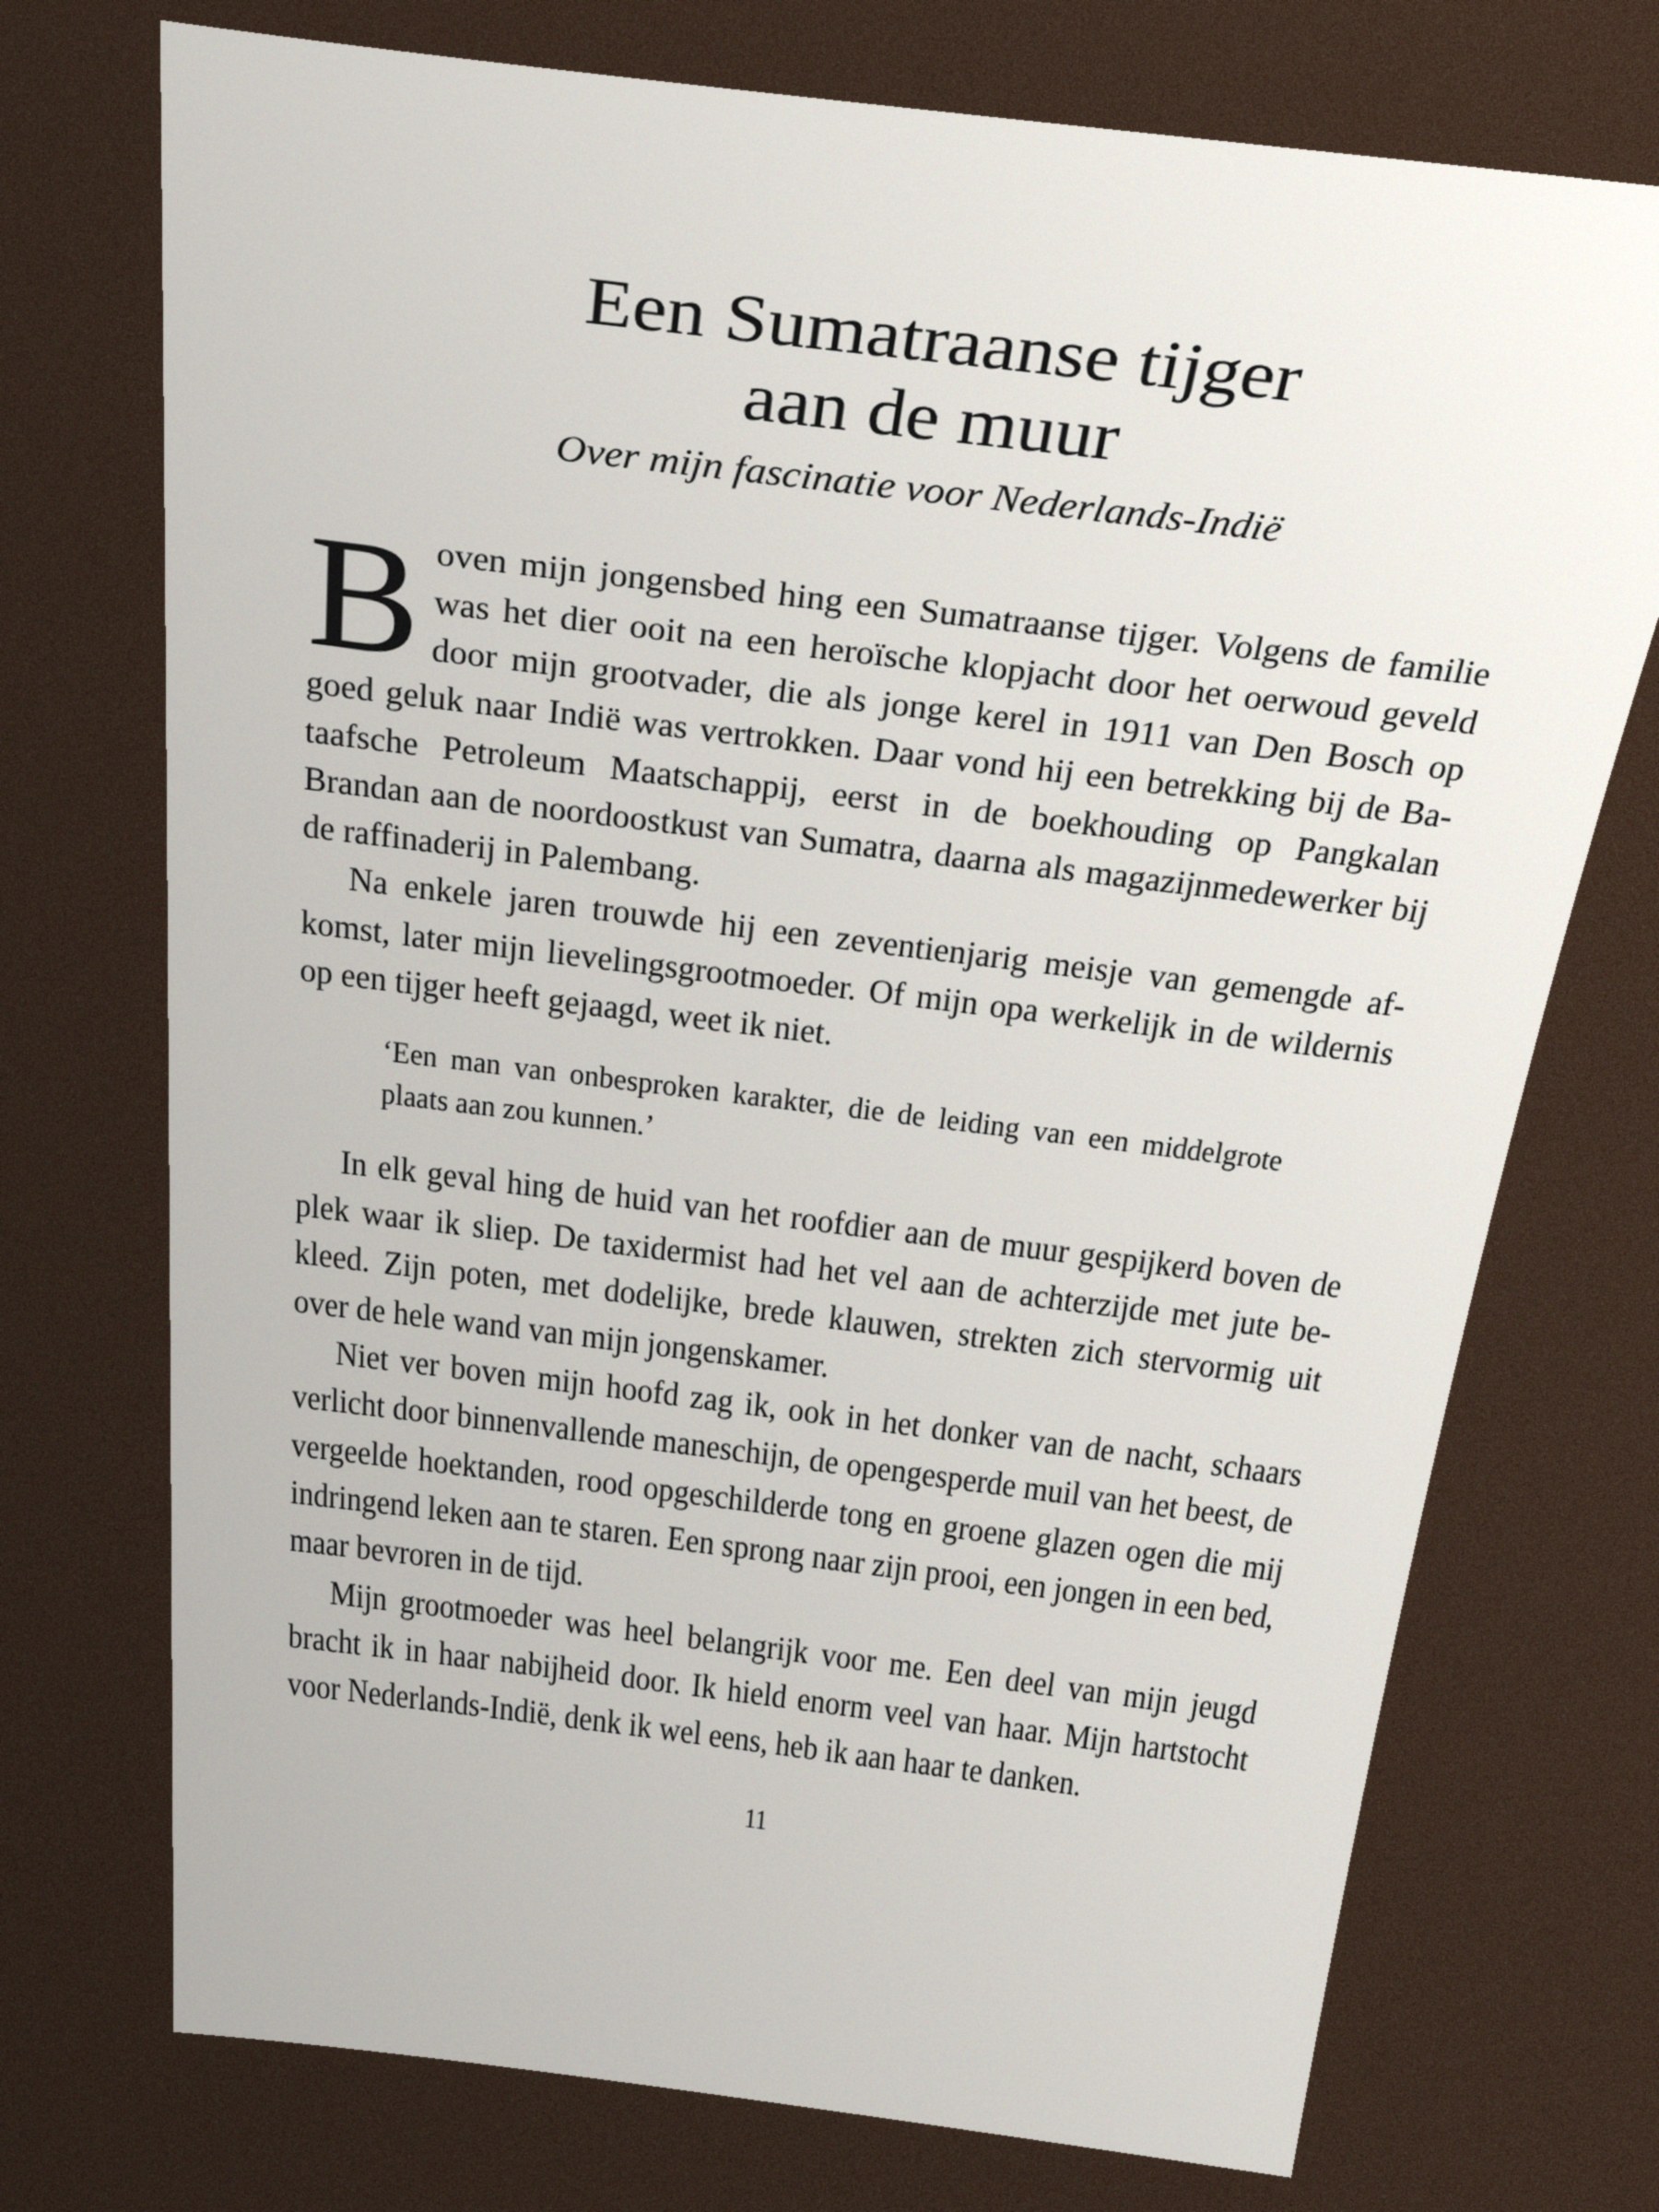 Een Sumatraanse tijger
aan de muur
Over mijn fascinatie voor Nederlands-Indië
Boven mijn jongensbed hing een Sumatraanse tijger. Volgens de familie
was het dier ooit na een heroïsche klopjacht door het oerwoud geveld
door mijn grootvader, die als jonge kerel in 1911 van Den Bosch op
goed geluk naar Indië was vertrokken. Daar vond hij een betrekking bij de Ba-
taafsche Petroleum Maatschappij, eerst in de boekhouding op Pangkalan
Brandan aan de noordoostkust van Sumatra, daarna als magazijnmedewerker bij
de raffinaderij in Palembang.
Na enkele jaren trouwde hij een zeventienjarig meisje van gemengde af-
komst, later mijn lievelingsgrootmoeder. Of mijn opa werkelijk in de wildernis
op een tijger heeft gejaagd, weet ik niet.
‘Een man van onbesproken karakter, die de leiding van een middelgrote
plaats aan zou kunnen.’
In elk geval hing de huid van het roofdier aan de muur gespijkerd boven de
plek waar ik sliep. De taxidermist had het vel aan de achterzijde met jute be-
kleed. Zijn poten, met dodelijke, brede klauwen, strekten zich stervormig uit
over de hele wand van mijn jongenskamer.
Niet ver boven mijn hoofd zag ik, ook in het donker van de nacht, schaars
verlicht door binnenvallende maneschijn, de opengesperde muil van het beest, de
vergeelde hoektanden, rood opgeschilderde tong en groene glazen ogen die mij
indringend leken aan te staren. Een sprong naar zijn prooi, een jongen in een bed,
maar bevroren in de tijd.
Mijn grootmoeder was heel belangrijk voor me. Een deel van mijn jeugd
bracht ik in haar nabijheid door. Ik hield enorm veel van haar. Mijn hartstocht
voor Nederlands-Indië, denk ik wel eens, heb ik aan haar te danken.
11